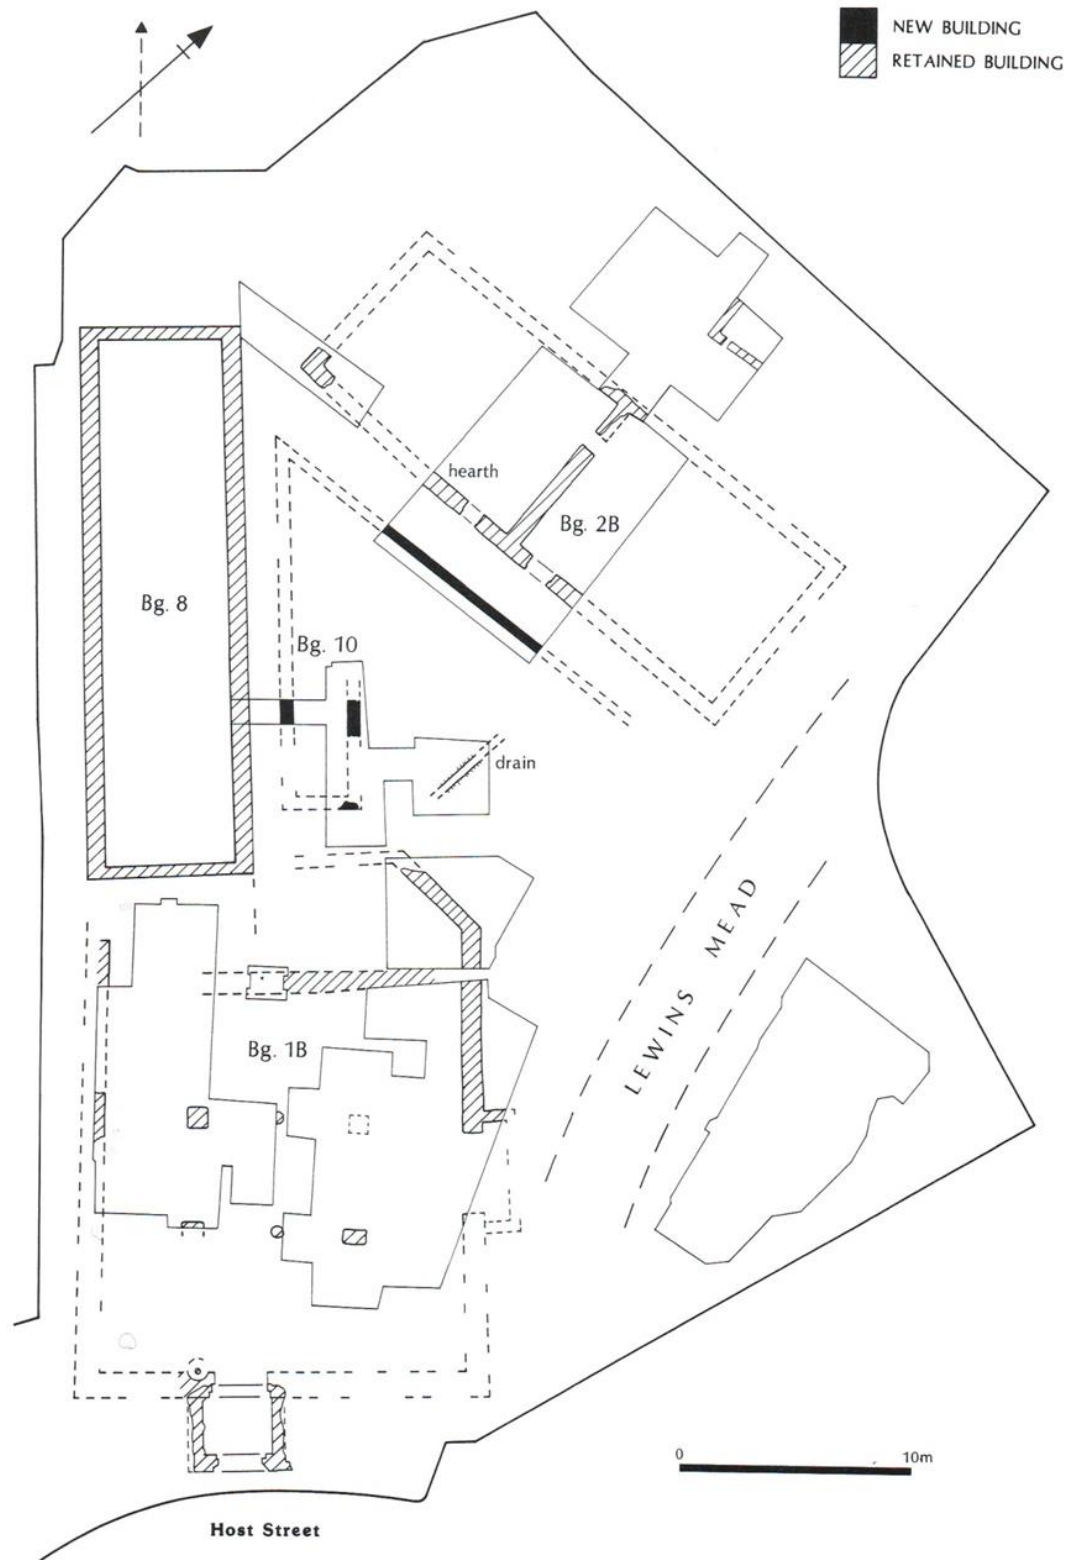 NEW BUILDING
RETAINED BUILDING
hearth
Bg. 2B
Bg. 8
Bg. 10
drain
LEWINS MEAD
Bg. 1B
0 10m
Host Street